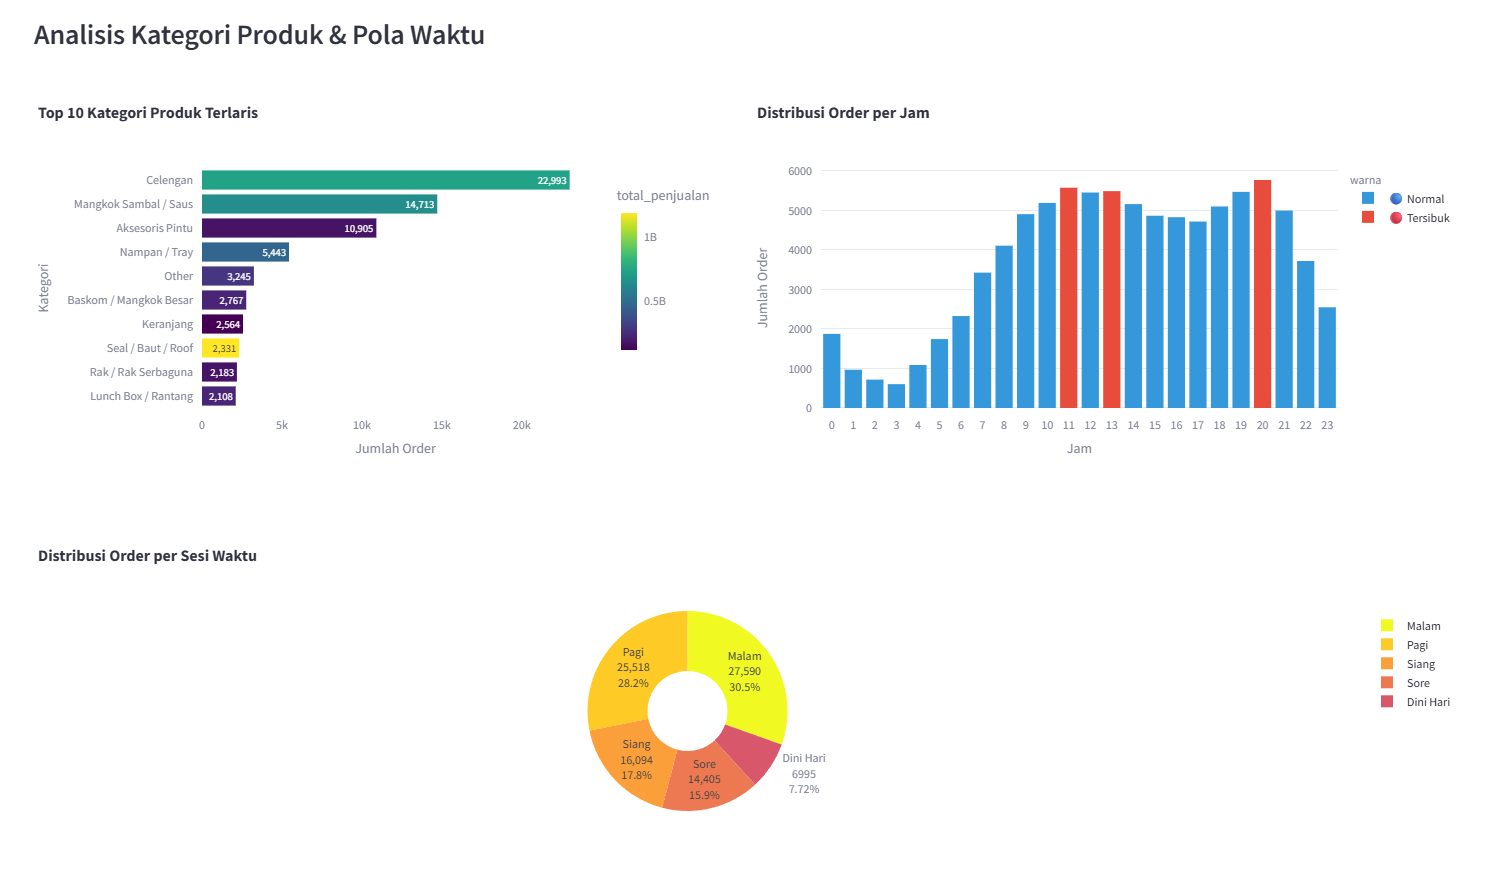 Analisis Kategori Produk & Pola Waktu
Top 10 Kategori Produk Terlaris
Kategori
Celengan
22,993
Mangkok Sambal / Saus
14,713
Aksesoris Pintu
10,905
Nampan / Tray
5,443
Other
3,245
Baskom / Mangkok Besar
2,767
Keranjang
2,564
Seal / Baut / Roof
2,331
Rak / Rak Serbaguna
2,183
Lunch Box / Rantang
2,108
0 5k 10k 15k 20k
Jumlah Order
total_penjualan
1B
0.5B
Distribusi Order per Jam
Jumlah Order
6000
5000
4000
3000
2000
1000
0
0 1 2 3 4 5 6 7 8 9 10 11 12 13 14 15 16 17 18 19 20 21 22 23
Jam
warna
Normal
Tersibuk
Distribusi Order per Sesi Waktu
Pagi
25,518
28.2%
Malam
27,590
30.5%
Siang
16,094
17.8%
Sore
14,405
15.9%
Dini Hari
6995
7.72%
Malam
Pagi
Siang
Sore
Dini Hari